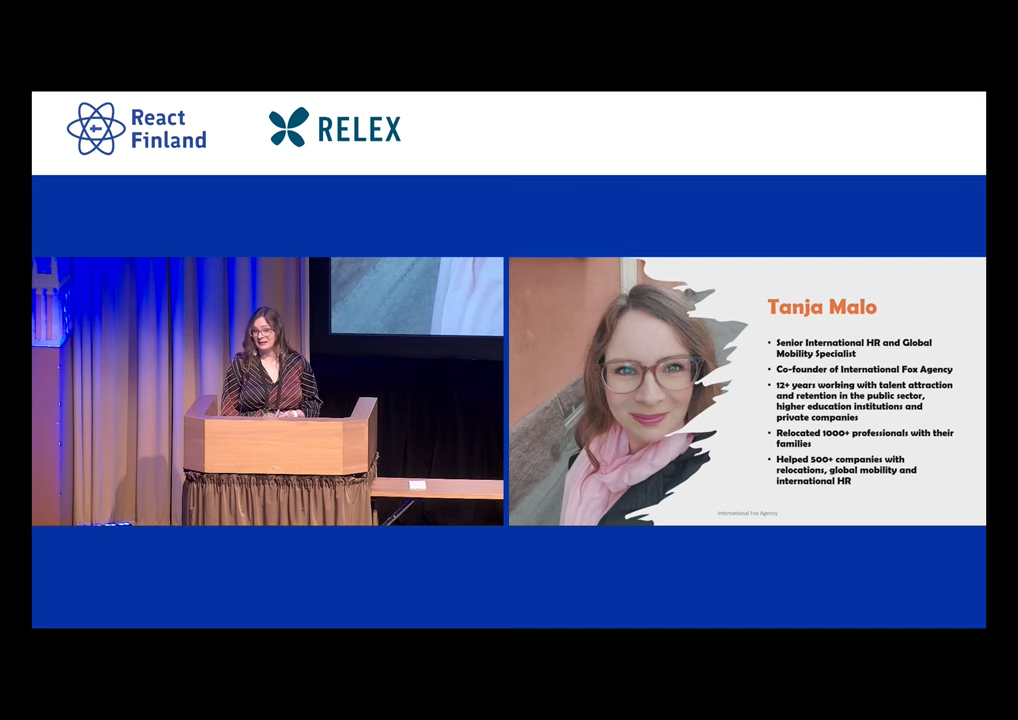 React
Finland
RELEX
Tanja Malo
• Senior International HR and Global
Mobility Specialist
• Co-founder of International Fox Agency
• 12+ years working with talent attraction
and retention in the public sector,
higher education institutions and
private companies
• Relocated 1000+ professionals with their
families
• Helped 500+ companies with
relocations, global mobility and
international HR
International Fox Agency